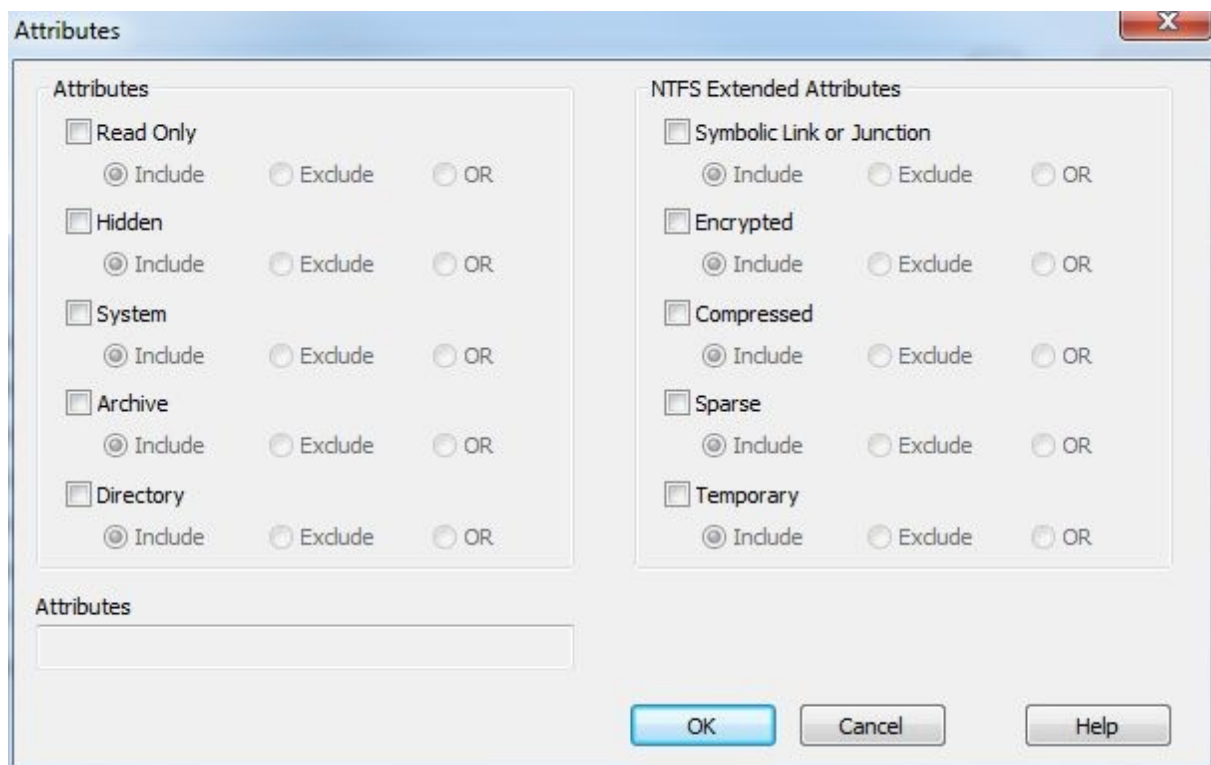 Attributes
Attributes
Read Only
Include Exclude OR
Hidden
Include Exclude OR
System
Include Exclude OR
Archive
Include Exclude OR
Directory
Include Exclude OR
NTFS Extended Attributes
Symbolic Link or Junction
Include Exclude OR
Encrypted
Include Exclude OR
Compressed
Include Exclude OR
Sparse
Include Exclude OR
Temporary
Include Exclude OR
Attributes
OK Cancel Help